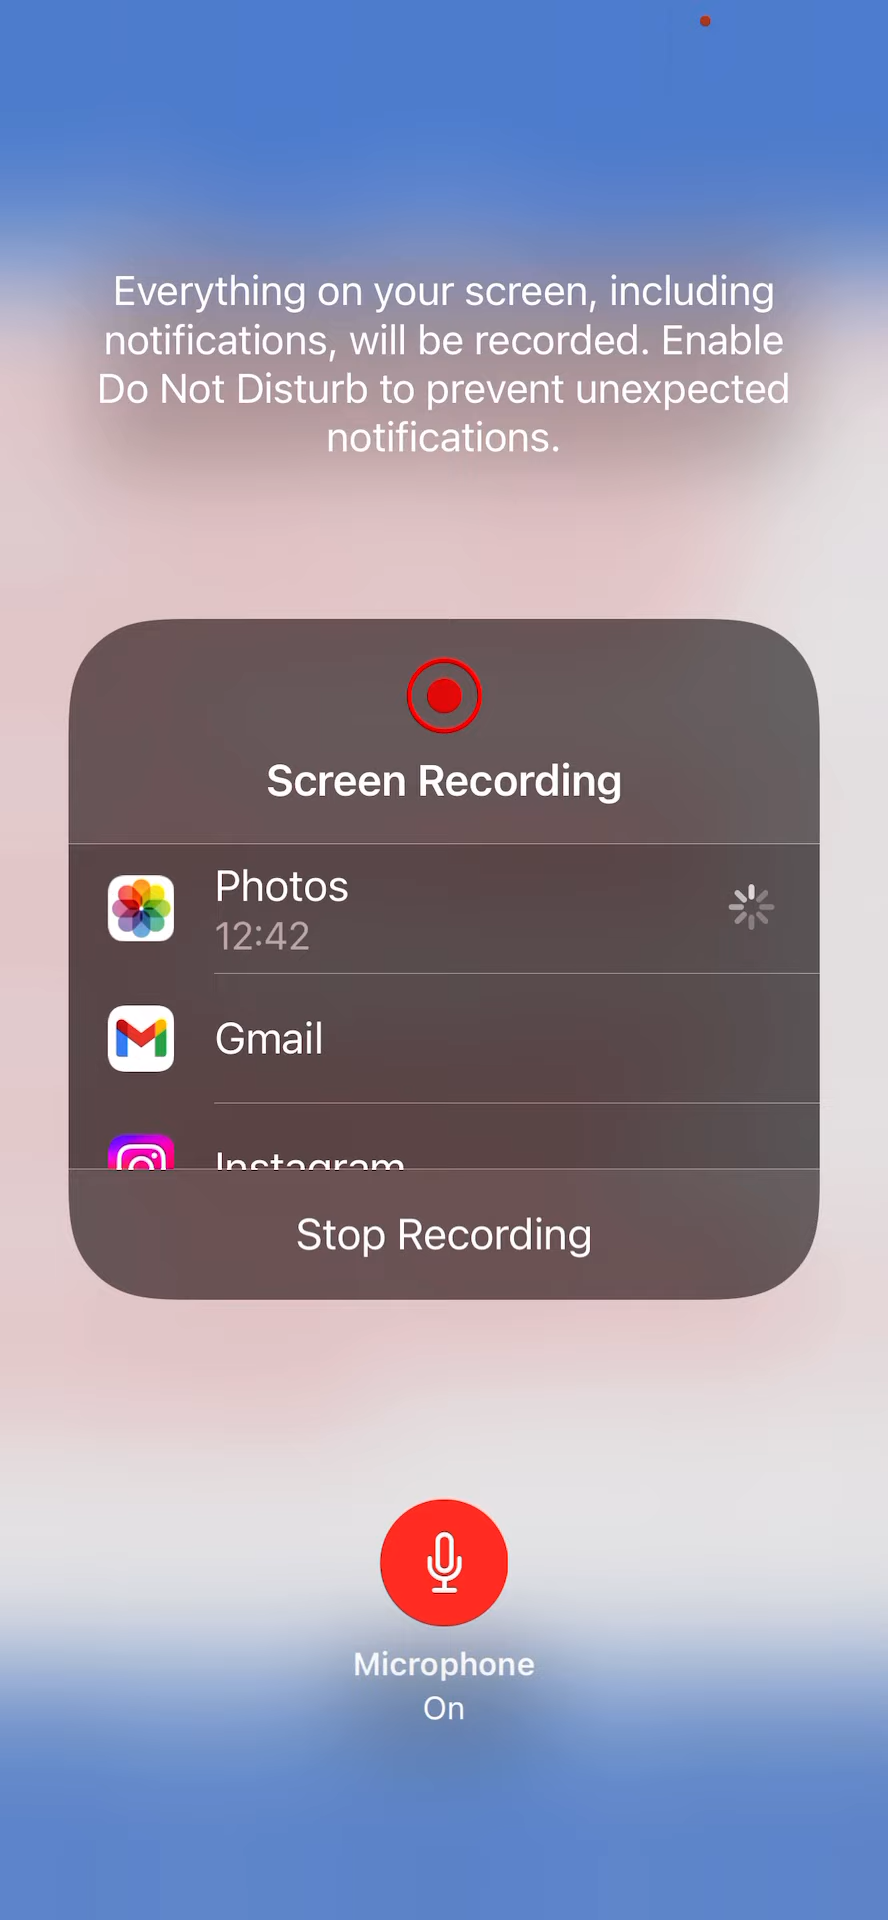 Everything on your screen, including
notifications, will be recorded. Enable
Do Not Disturb to prevent unexpected
notifications.
Screen Recording
Photos
12:42
Gmail
Instagram
Stop Recording
Microphone
On